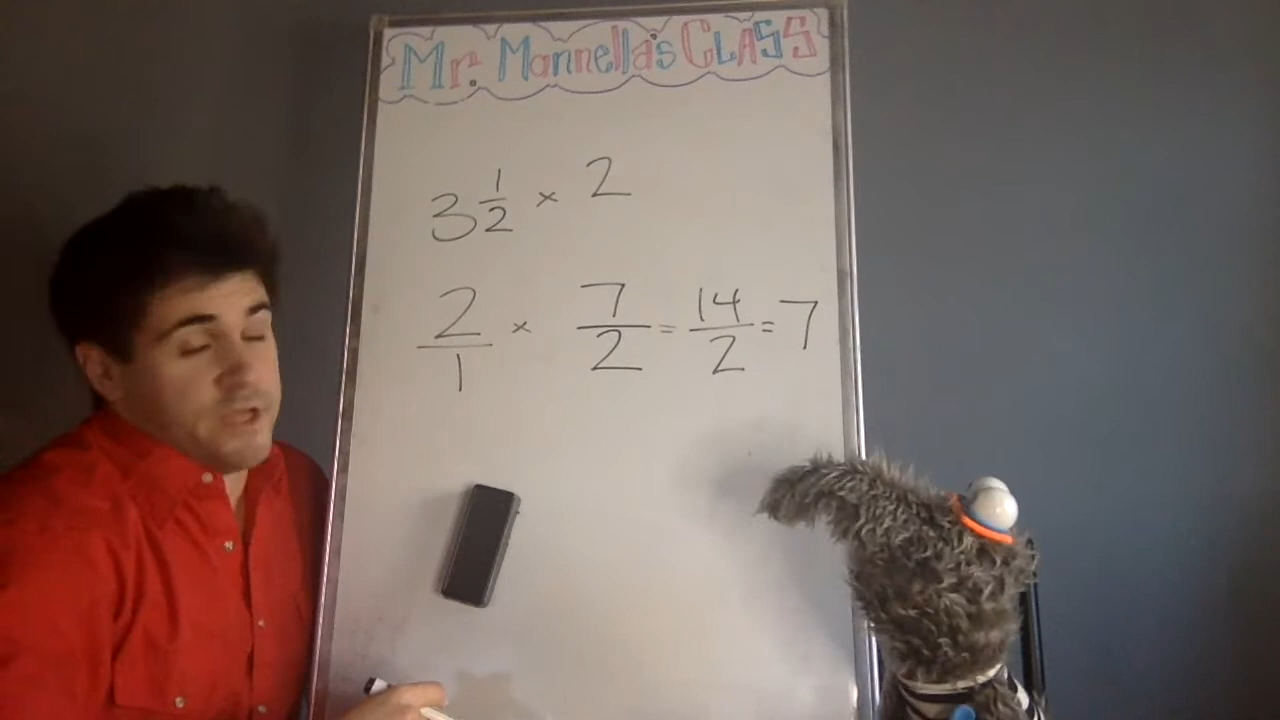 Mr. Mannella's CLASS
3 1/2 × 2
2/1 × 7/2 = 14/2 = 7